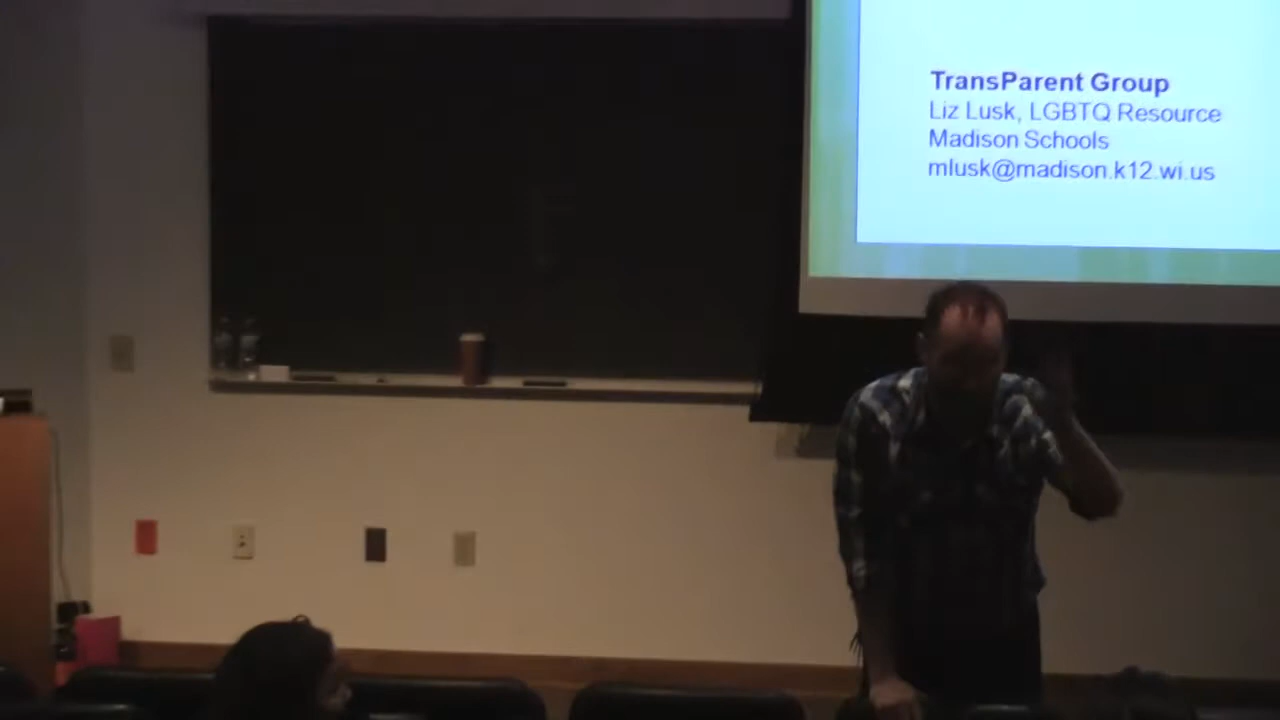 TransParent Group
Liz Lusk, LGBTQ Resource
Madison Schools
mlusk@madison.k12.wi.us